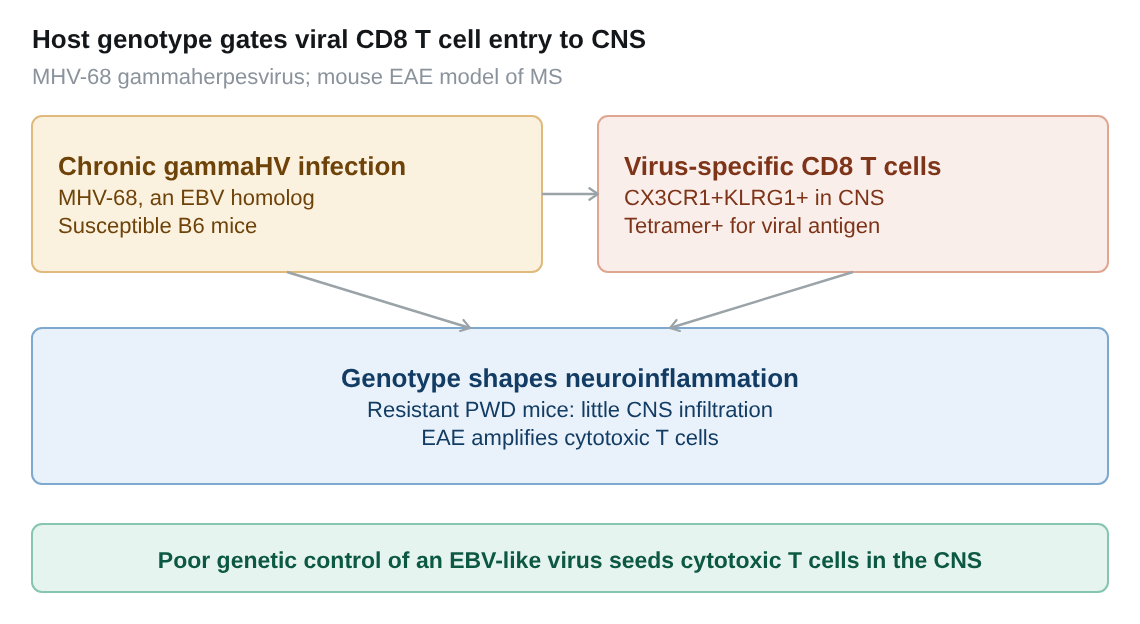 Host genotype gates viral CD8 T cell entry to CNS
MHV-68 gammaherpesvirus; mouse EAE model of MS
Chronic gammaHV infection
MHV-68, an EBV homolog
Susceptible B6 mice
Virus-specific CD8 T cells
CX3CR1+KLRG1+ in CNS
Tetramer+ for viral antigen
Genotype shapes neuroinflammation
Resistant PWD mice: little CNS infiltration
EAE amplifies cytotoxic T cells
Poor genetic control of an EBV-like virus seeds cytotoxic T cells in the CNS